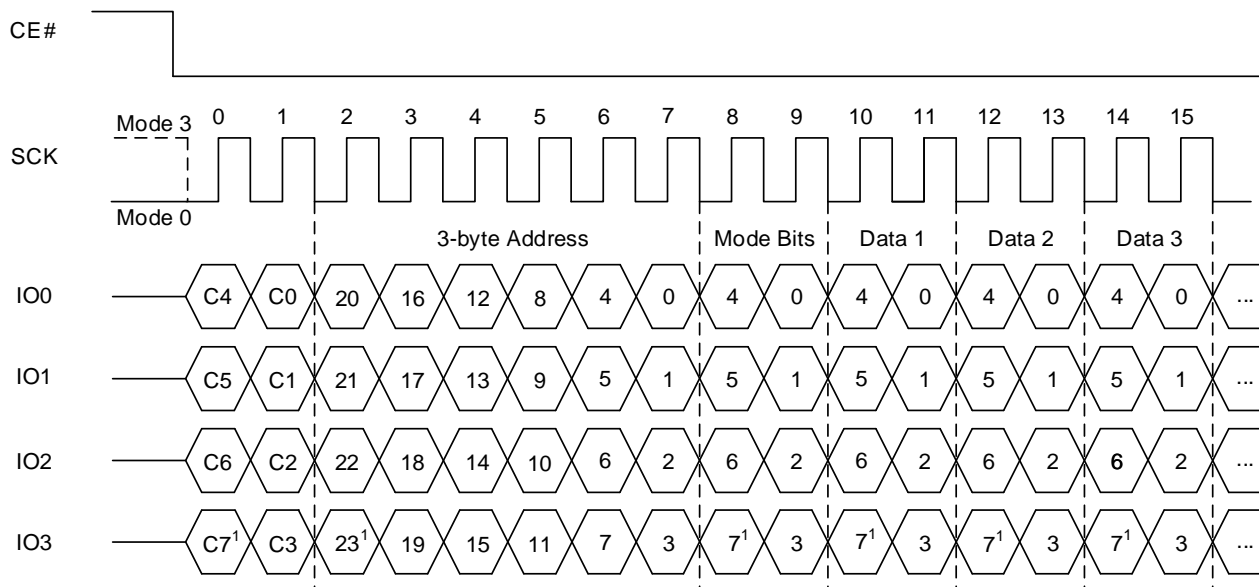 CE#
0 1 2 3 4 5 6 7 8 9 10 11 12 13 14 15
Mode 3
SCK
Mode 0
3-byte Address Mode Bits Data 1 Data 2 Data 3
IO0 C4 C0 20 16 12 8 4 0 4 0 4 0 4 0 4 0 ...
IO1 C5 C1 21 17 13 9 5 1 5 1 5 1 5 1 5 1 ...
IO2 C6 C2 22 18 14 10 6 2 6 2 6 2 6 2 6 2 ...
IO3 C7¹ C3 23¹ 19 15 11 7 3 7¹ 3 7¹ 3 7¹ 3 7¹ 3 ...